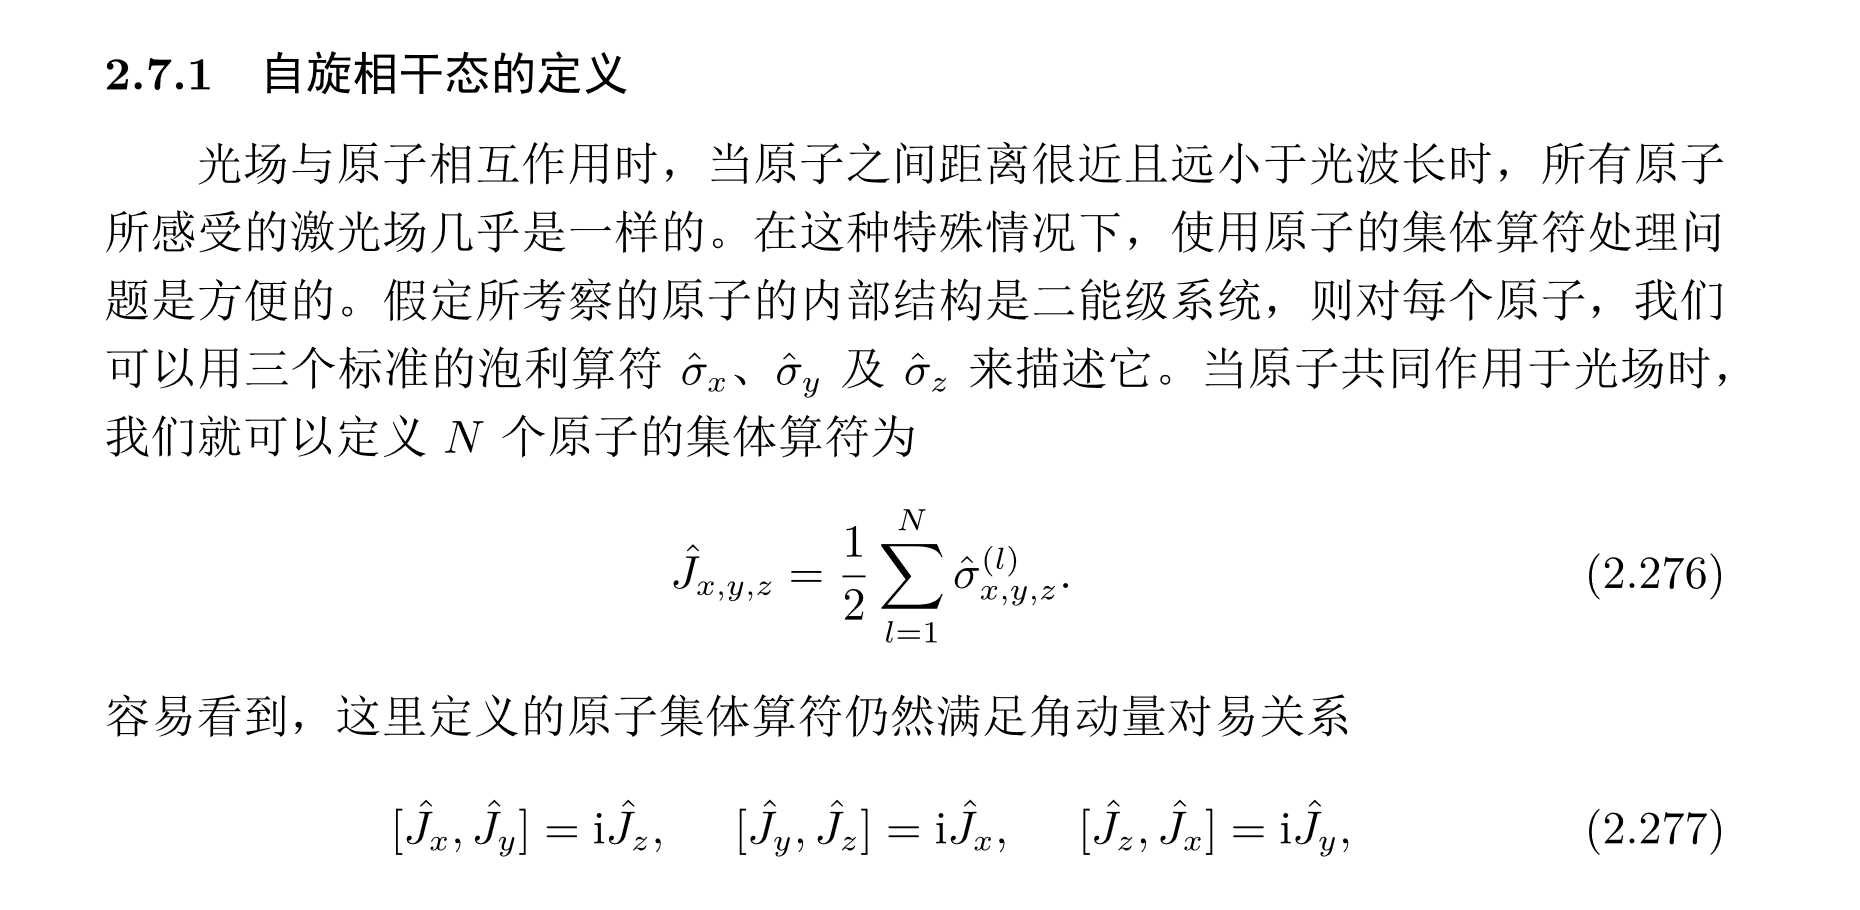 2.7.1 自旋相干态的定义
光场与原子相互作用时，当原子之间距离很近且远小于光波长时，所有原子
所感受的激光场几乎是一样的。在这种特殊情况下，使用原子的集体算符处理问
题是方便的。假定所考察的原子的内部结构是二能级系统，则对每个原子，我们
可以用三个标准的泡利算符 $\hat{\sigma}_x$、$\hat{\sigma}_y$ 及 $\hat{\sigma}_z$ 来描述它。当原子共同作用于光场时，
我们就可以定义 $N$ 个原子的集体算符为
$\hat{J}_{x,y,z} = \frac{1}{2} \sum_{l=1}^{N} \hat{\sigma}_{x,y,z}^{(l)}.$ (2.276)
容易看到，这里定义的原子集体算符仍然满足角动量对易关系
$[\hat{J}_x, \hat{J}_y] = \mathrm{i}\hat{J}_z, \quad [\hat{J}_y, \hat{J}_z] = \mathrm{i}\hat{J}_x, \quad [\hat{J}_z, \hat{J}_x] = \mathrm{i}\hat{J}_y,$ (2.277)